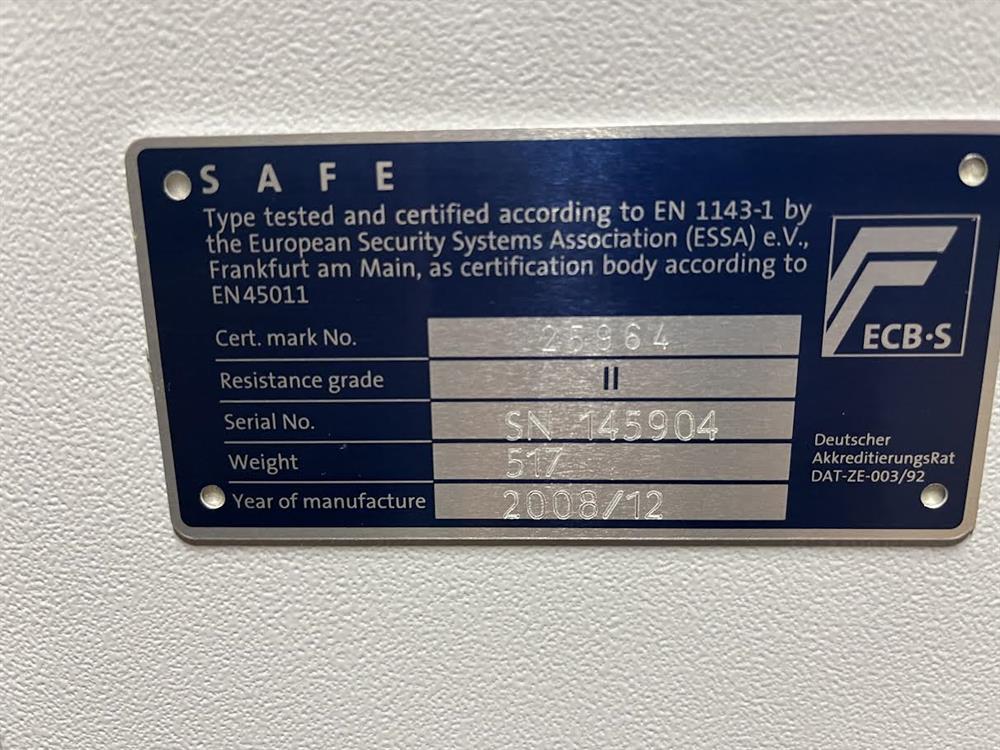 SAFE
Type tested and certified according to EN 1143-1 by
the European Security Systems Association (ESSA) e.V.,
Frankfurt am Main, as certification body according to
EN45011
ECB·S
Cert. mark No. 25964
Resistance grade II
Serial No. SN 145904
Weight 517
Year of manufacture 2008/12
Deutscher
AkkreditierungsRat
DAT-ZE-003/92